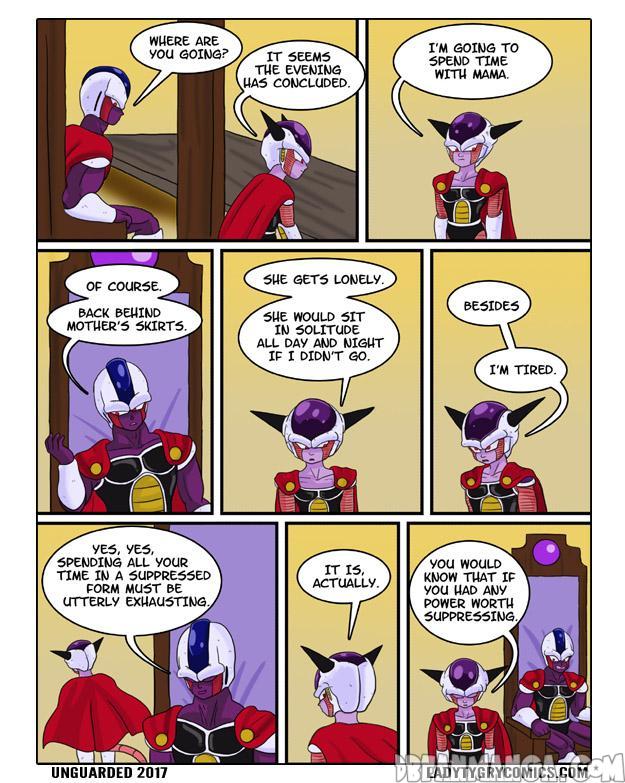 WHERE ARE
YOU GOING?
IT SEEMS
THE EVENING
HAS CONCLUDED.
I'M GOING TO
SPEND TIME
WITH MAMA.
OF COURSE.
BACK BEHIND
MOTHER'S SKIRTS.
SHE GETS LONELY.
SHE WOULD SIT
IN SOLITUDE
ALL DAY AND NIGHT
IF I DIDN'T GO.
BESIDES
I'M TIRED.
YES, YES,
SPENDING ALL YOUR
TIME IN A SUPPRESSED
FORM MUST BE
UTTERLY EXHAUSTING.
IT IS,
ACTUALLY.
YOU WOULD
KNOW THAT IF
YOU HAD ANY
POWER WORTH
SUPPRESSING.
UNGUARDED 2017
LADYTYGRYCOMICS.COM
DBFANMANGA.COM